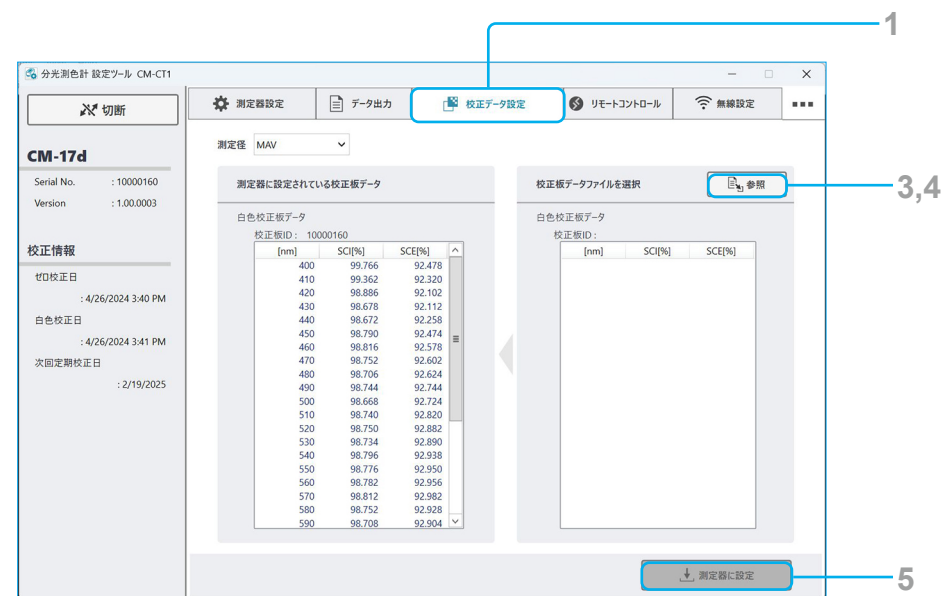 1
分光測色計 設定ツール CM-CT1
切断
測定器設定
データ出力
校正データ設定
リモートコントロール
無線設定
測定径 MAV
CM-17d
Serial No. : 10000160
Version : 1.00.0003
校正情報
ゼロ校正日
: 4/26/2024 3:40 PM
白色校正日
: 4/26/2024 3:41 PM
次回定期校正日
: 2/19/2025
測定器に設定されている校正板データ
白色校正板データ
校正板ID : 10000160
[nm] SCI[%] SCE[%]
400 99.766 92.478
410 99.362 92.320
420 98.886 92.102
430 98.678 92.112
440 98.672 92.258
450 98.790 92.474
460 98.816 92.578
470 98.752 92.602
480 98.706 92.624
490 98.744 92.744
500 98.668 92.724
510 98.740 92.820
520 98.750 92.882
530 98.734 92.890
540 98.796 92.938
550 98.776 92.950
560 98.782 92.956
570 98.812 92.982
580 98.752 92.928
590 98.708 92.904
校正板データファイルを選択
参照
3,4
白色校正板データ
校正板ID :
[nm] SCI[%] SCE[%]
測定器に設定
5